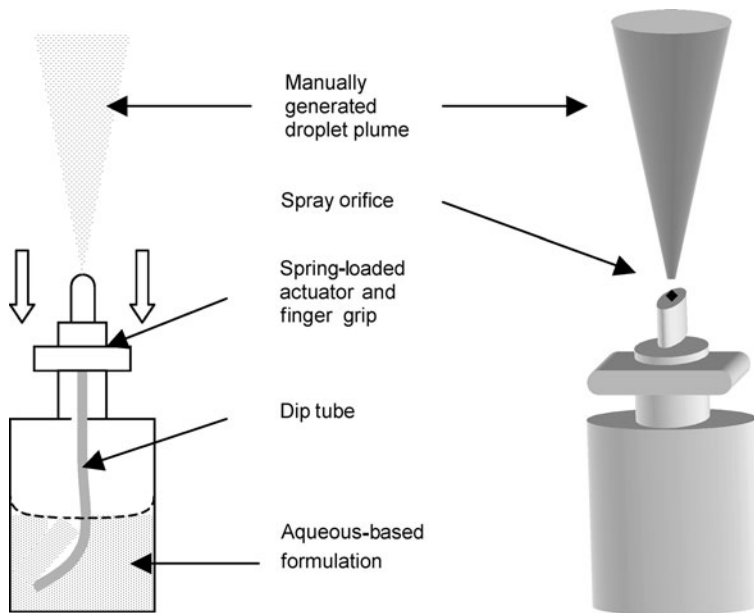 Manually
generated
droplet plume
Spray orifice
Spring-loaded
actuator and
finger grip
Dip tube
Aqueous-based
formulation